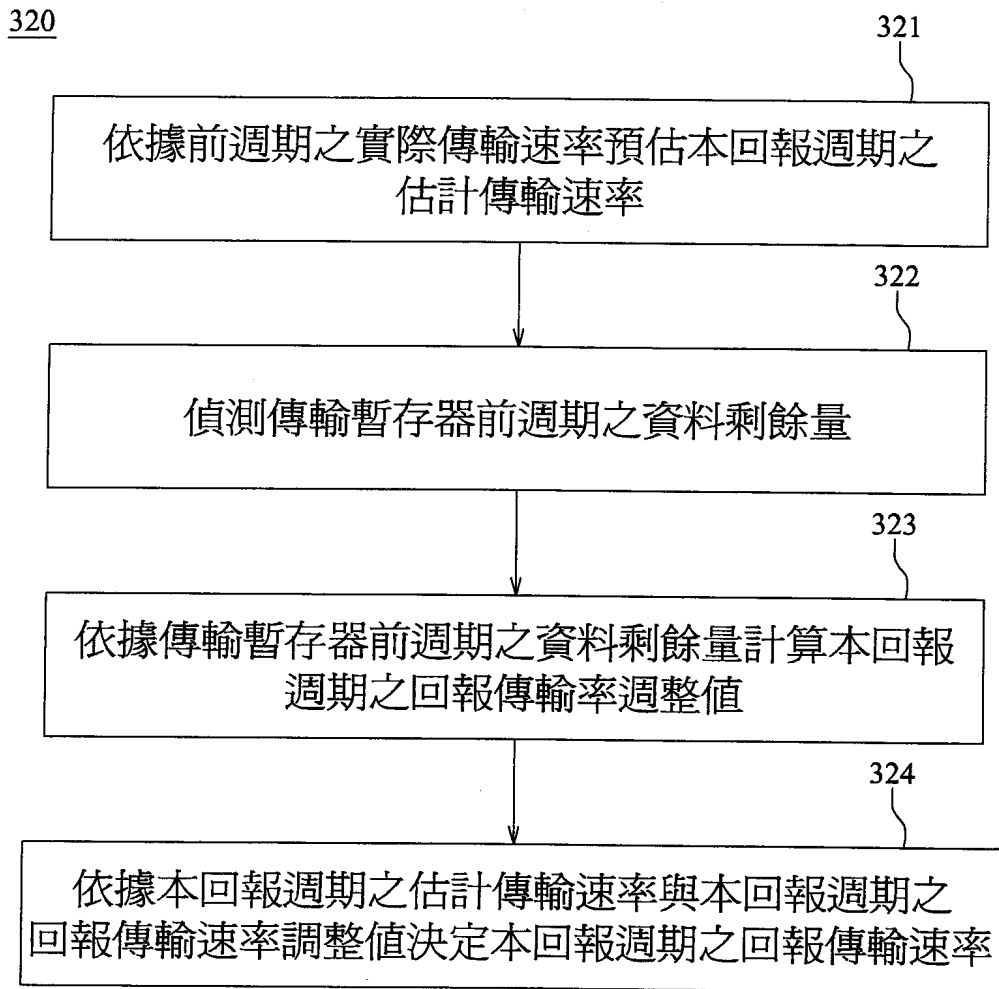 320
321
依據前週期之實際傳輸速率預估本回報週期之
估計傳輸速率
322
偵測傳輸暫存器前週期之資料剩餘量
323
依據傳輸暫存器前週期之資料剩餘量計算本回報
週期之回報傳輸率調整值
324
依據本回報週期之估計傳輸速率與本回報週期之
回報傳輸速率調整值決定本回報週期之回報傳輸速率